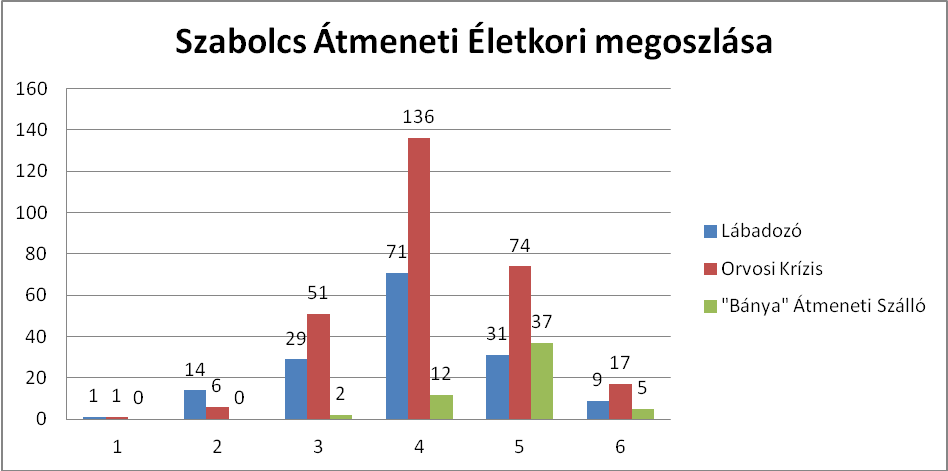 Szabolcs Átmeneti Életkori megoszlása
160
140
120
100
80
60
40
20
0
1 1 0
14 6 0
29 51 2
71 136 12
31 74 37
9 17 5
1 2 3 4 5 6
Lábadozó
Orvosi Krízis
"Bánya" Átmeneti Szálló